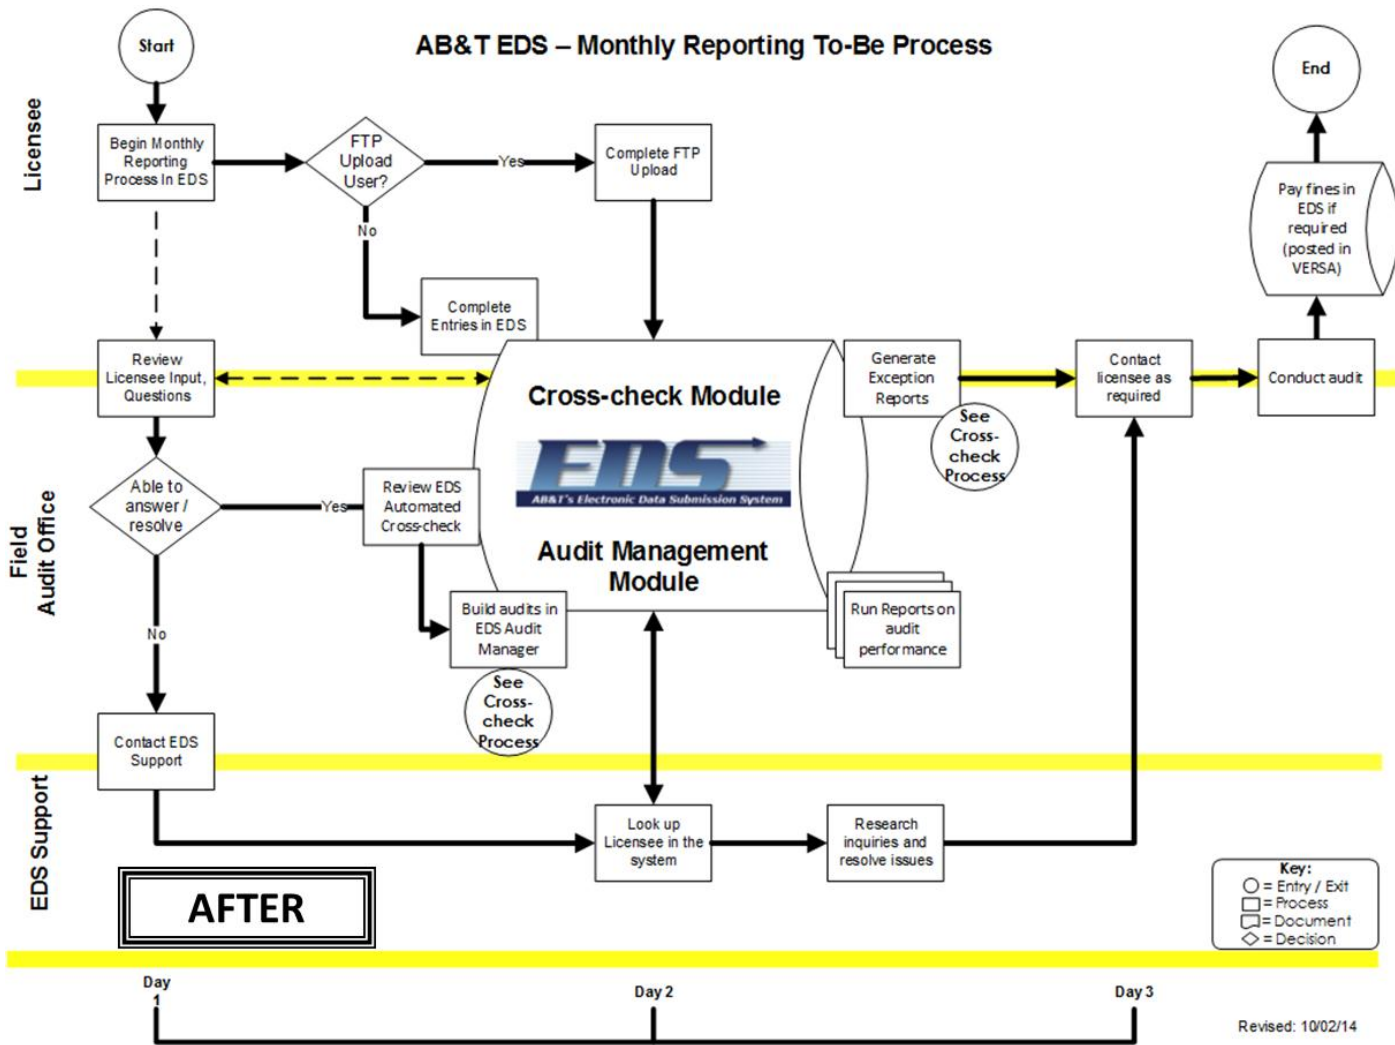 AB&T EDS – Monthly Reporting To-Be Process
Start
End
Licensee
Begin Monthly
Reporting
Process In EDS
FTP
Upload
User?
Yes
No
Complete FTP
Upload
Complete
Entries in EDS
Pay fines in
EDS if
required
(posted in
VERSA)
Review
Licensee Input,
Questions
Cross-check Module
EDS
AB&T's Electronic Data Submission System
Audit Management
Module
Generate
Exception
Reports
See
Cross-
check
Process
Contact
licensee as
required
Conduct audit
Field
Audit Office
Able to
answer /
resolve
Yes
No
Review EDS
Automated
Cross-check
Build audits in
EDS Audit
Manager
See
Cross-
check
Process
Run Reports on
audit
performance
Contact EDS
Support
EDS Support
Look up
Licensee in the
system
Research
inquiries and
resolve issues
AFTER
Key:
= Entry / Exit
= Process
= Document
= Decision
Day
1
Day 2
Day 3
Revised: 10/02/14